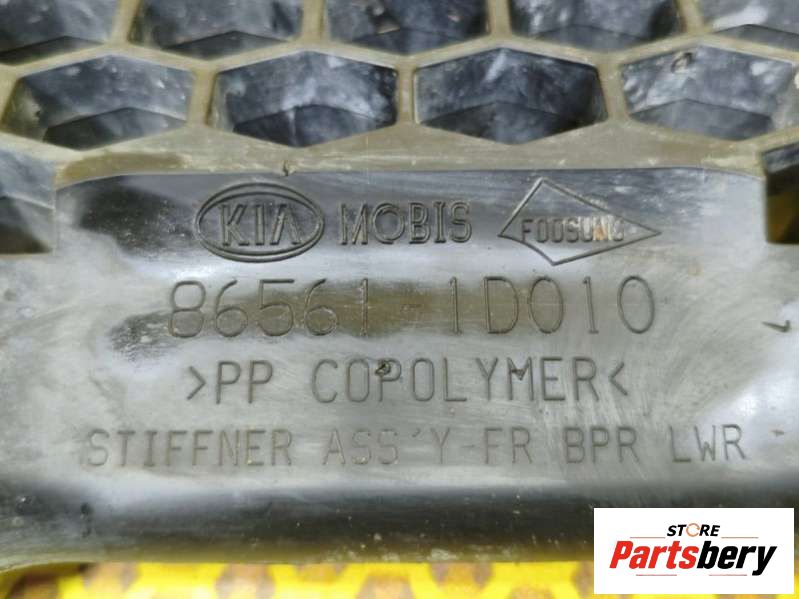 KIA MOBIS FOOSUNG
86561-1D010
>PP COPOLYMER<
STIFFNER ASS'Y-FR BPR LWR
STORE
Partsbery